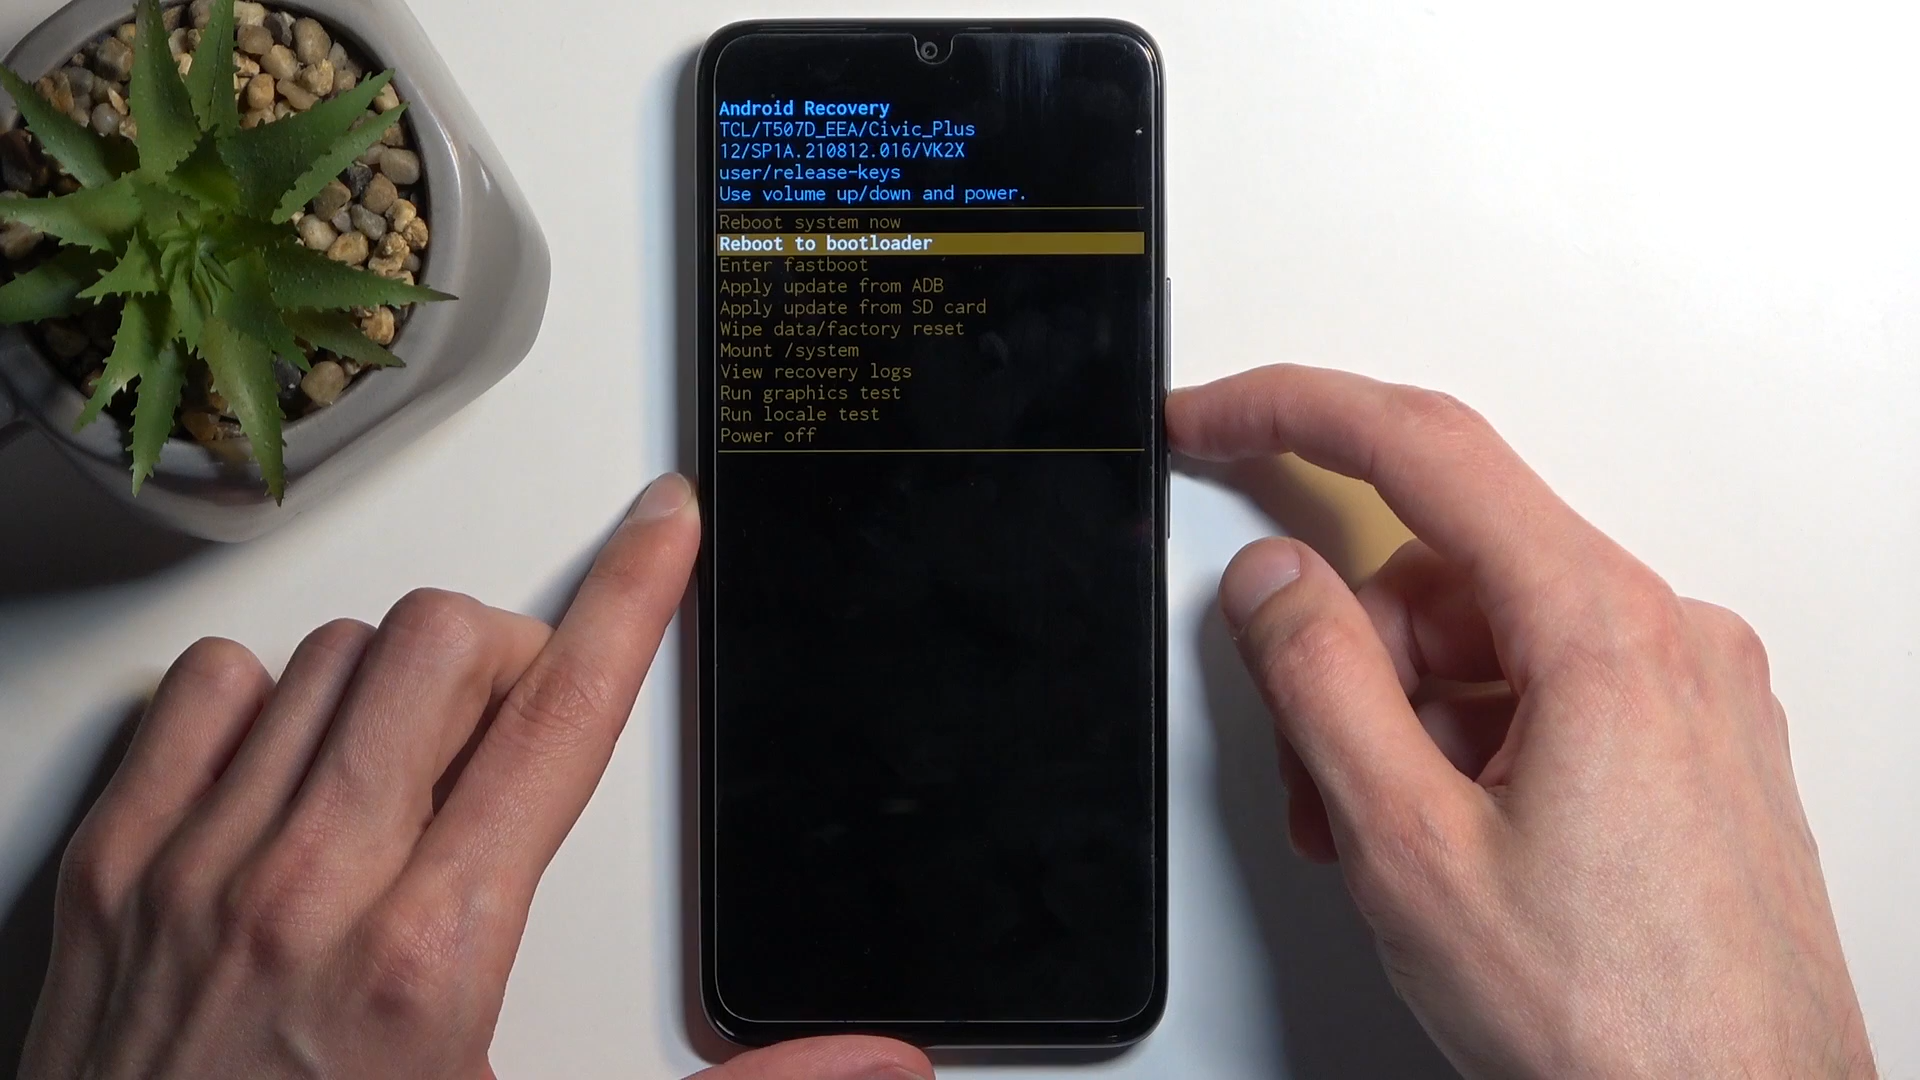 Android Recovery
TCL/T507D_EEA/Civic_Plus
12/SP1A.210812.016/VK2X
user/release-keys
Use volume up/down and power.
Reboot system now
Reboot to bootloader
Enter fastboot
Apply update from ADB
Apply update from SD card
Wipe data/factory reset
Mount /system
View recovery logs
Run graphics test
Run locale test
Power off